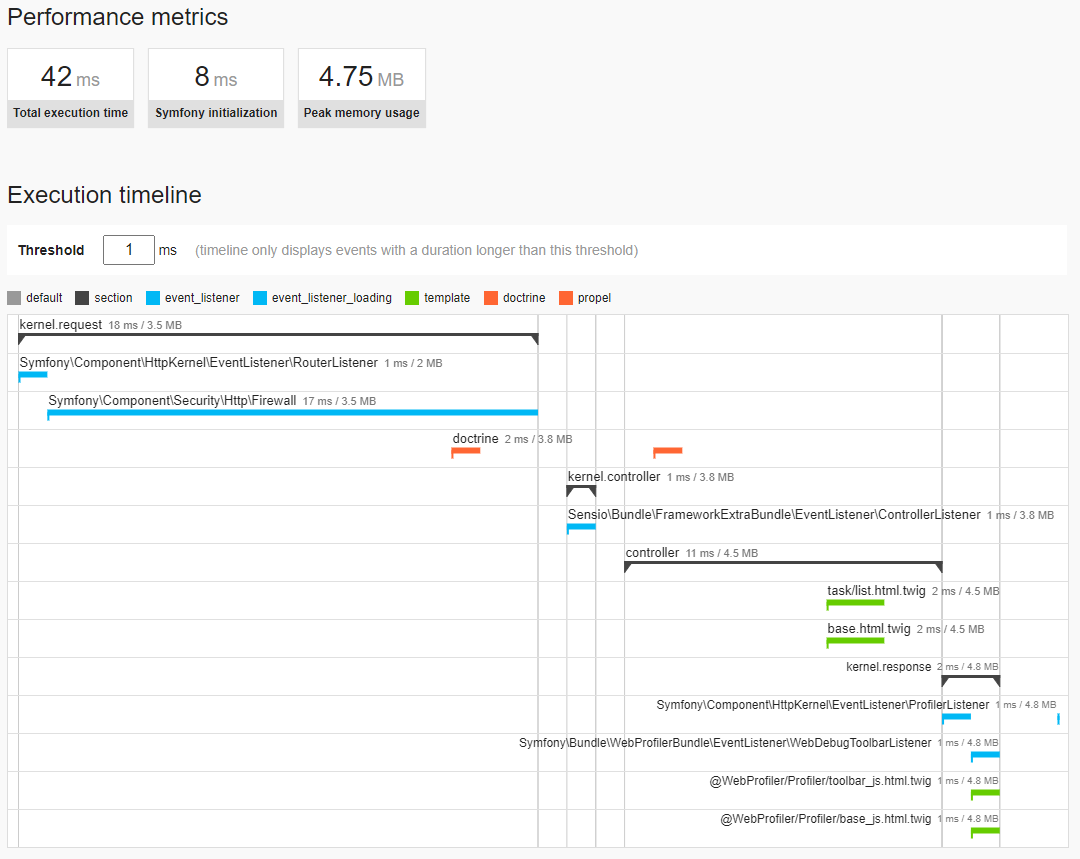 Performance metrics
42 ms
8 ms
4.75 MB
Total execution time
Symfony initialization
Peak memory usage
Execution timeline
Threshold 1 ms (timeline only displays events with a duration longer than this threshold)
default section event_listener event_listener_loading template doctrine propel
kernel.request 18 ms / 3.5 MB
Symfony\Component\HttpKernel\EventListener\RouterListener 1 ms / 2 MB
Symfony\Component\Security\Http\Firewall 17 ms / 3.5 MB
doctrine 2 ms / 3.8 MB
kernel.controller 1 ms / 3.8 MB
Sensio\Bundle\FrameworkExtraBundle\EventListener\ControllerListener 1 ms / 3.8 MB
controller 11 ms / 4.5 MB
task/list.html.twig 2 ms / 4.5 MB
base.html.twig 2 ms / 4.5 MB
kernel.response 2 ms / 4.8 MB
Symfony\Component\HttpKernel\EventListener\ProfilerListener 1 ms / 4.8 MB
Symfony\Bundle\WebProfilerBundle\EventListener\WebDebugToolbarListener 1 ms / 4.8 MB
@WebProfiler/Profiler/toolbar_js.html.twig 1 ms / 4.8 MB
@WebProfiler/Profiler/base_js.html.twig 1 ms / 4.8 MB